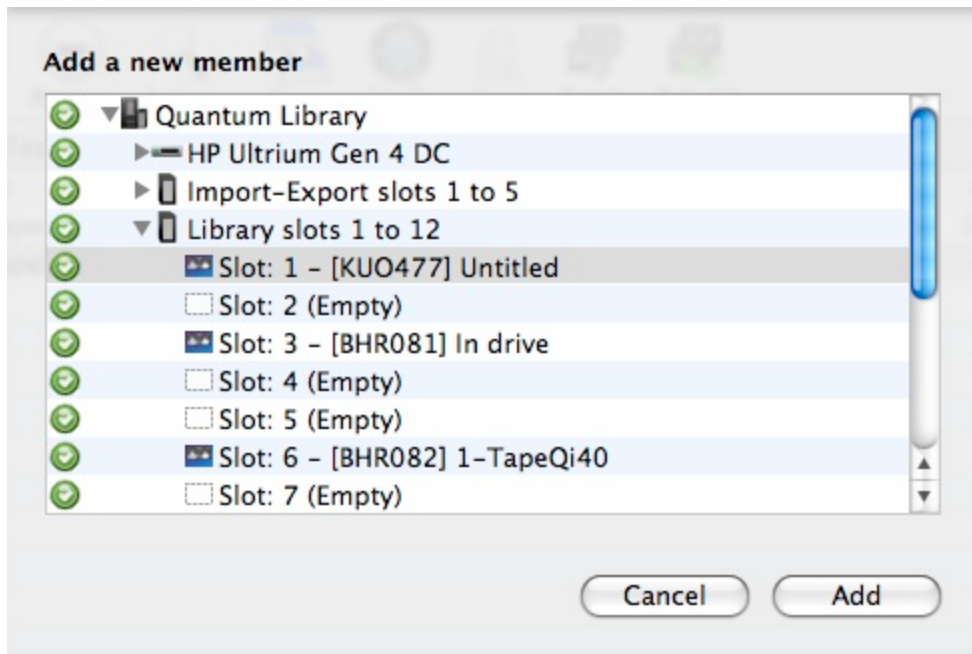 Add a new member
Quantum Library
HP Ultrium Gen 4 DC
Import-Export slots 1 to 5
Library slots 1 to 12
Slot: 1 - [KUO477] Untitled
Slot: 2 (Empty)
Slot: 3 - [BHR081] In drive
Slot: 4 (Empty)
Slot: 5 (Empty)
Slot: 6 - [BHR082] 1-TapeQi40
Slot: 7 (Empty)
Cancel Add